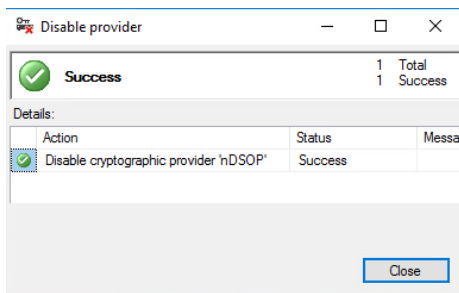 Disable provider
Success
1 Total
1 Success
Details:
Action Status Messa
Disable cryptographic provider 'nDSOP' Success
Close